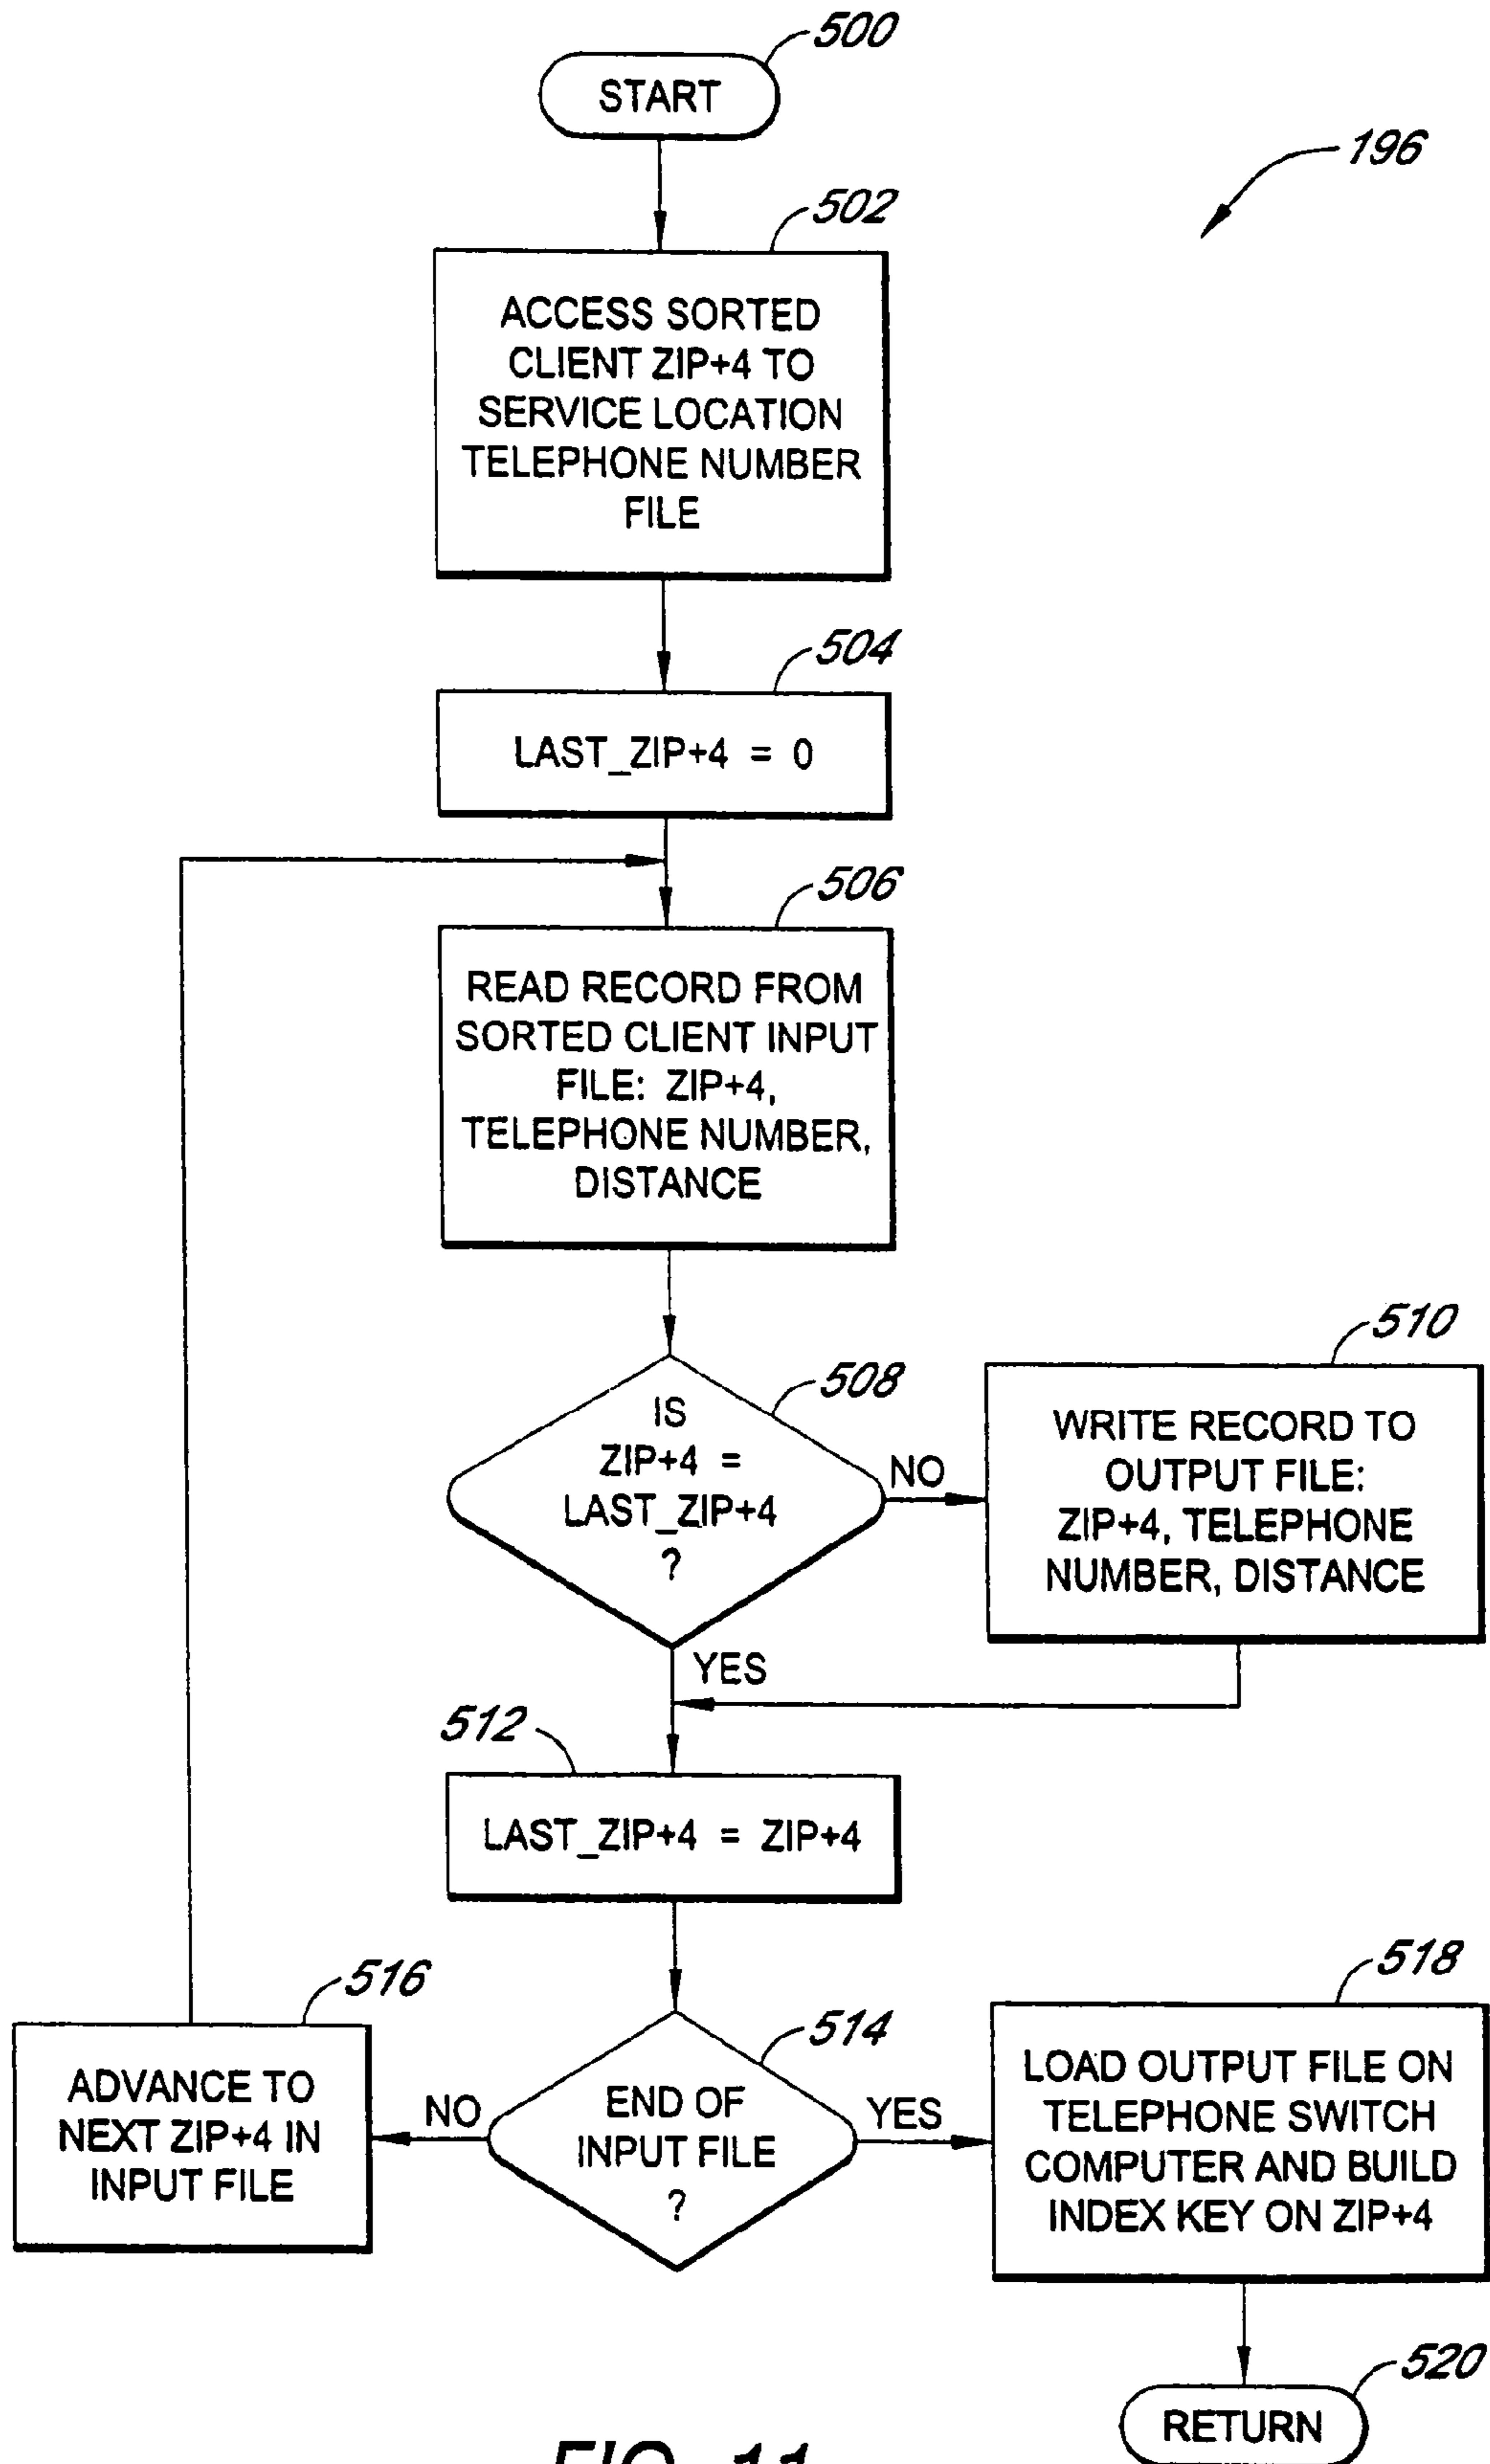 500
START
196
502
ACCESS SORTED
CLIENT ZIP+4 TO
SERVICE LOCATION
TELEPHONE NUMBER
FILE
504
LAST_ZIP+4 = 0
506
READ RECORD FROM
SORTED CLIENT INPUT
FILE: ZIP+4,
TELEPHONE NUMBER,
DISTANCE
508
IS
ZIP+4 =
LAST_ZIP+4
?
NO
510
WRITE RECORD TO
OUTPUT FILE:
ZIP+4, TELEPHONE
NUMBER, DISTANCE
YES
512
LAST_ZIP+4 = ZIP+4
514
END OF
INPUT FILE
?
NO
516
ADVANCE TO
NEXT ZIP+4 IN
INPUT FILE
YES
518
LOAD OUTPUT FILE ON
TELEPHONE SWITCH
COMPUTER AND BUILD
INDEX KEY ON ZIP+4
520
RETURN
FIG. 11